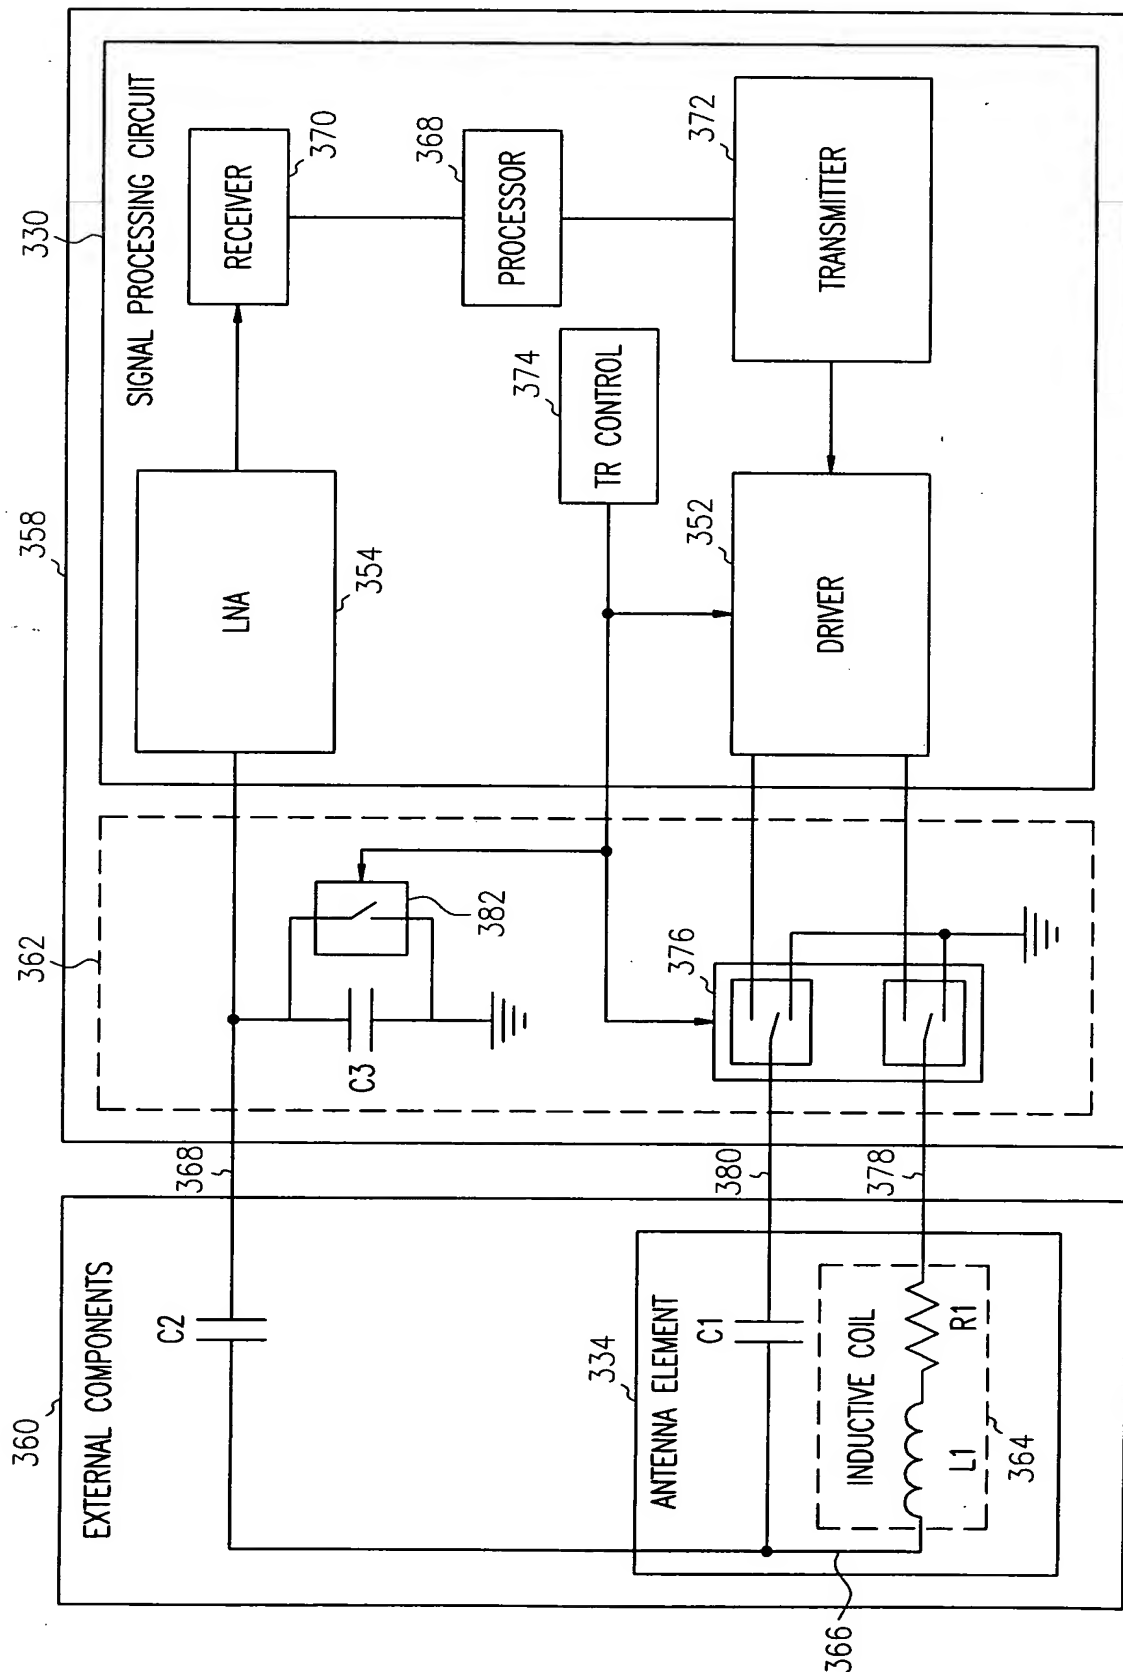 360
EXTERNAL COMPONENTS
C2
334
ANTENNA ELEMENT
C1
INDUCTIVE COIL
L1
R1
364
366
368
380
378
358
362
C3
382
376
330
SIGNAL PROCESSING CIRCUIT
LNA
354
RECEIVER
370
PROCESSOR
368
TR CONTROL
374
DRIVER
352
TRANSMITTER
372